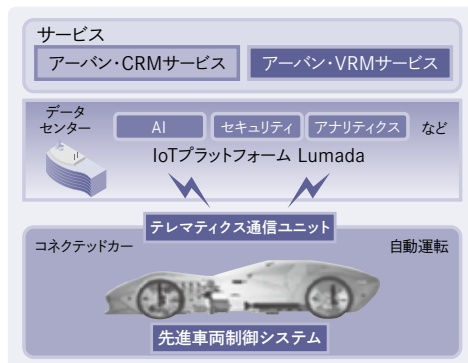 サービス
アーバン・CRMサービス アーバン・VRMサービス
データ
センター
AI セキュリティ アナリティクス など
IoTプラットフォーム Lumada
テレマティクス通信ユニット
コネクテッドカー 自動運転
先進車両制御システム